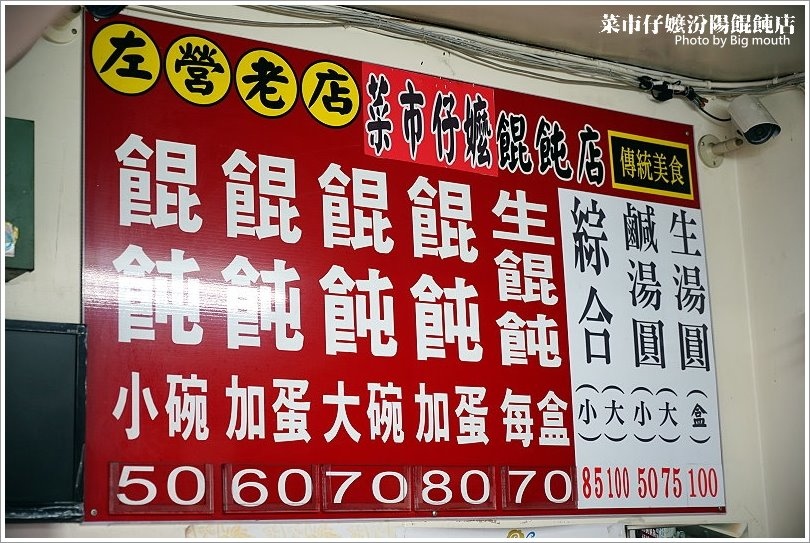 菜市仔嬤汾陽餛飩店
Photo by Big mouth
左營老店
菜市仔嬤餛飩店
傳統美食
餛飩小碗 50
餛飩加蛋 60
餛飩大碗 70
餛飩加蛋 80
生餛飩每盒 70
綜合(小)(大) 85 100
鹹湯圓(小)(大) 50 75
生湯圓(盒) 100